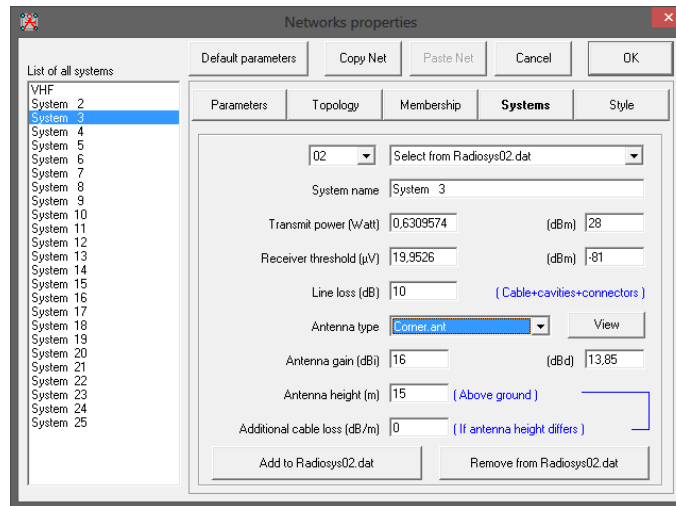 Networks properties
Default parameters Copy Net Paste Net Cancel OK
List of all systems
VHF
System 2
System 3
System 4
System 5
System 6
System 7
System 8
System 9
System 10
System 11
System 12
System 13
System 14
System 15
System 16
System 17
System 18
System 19
System 20
System 21
System 22
System 23
System 24
System 25
Parameters Topology Membership Systems Style
02 Select from Radiosys02.dat
System name System 3
Transmit power (Watt) 0,6309574 (dBm) 28
Receiver threshold (µV) 19,9526 (dBm) -81
Line loss (dB) 10 ( Cable+cavities+connectors )
Antenna type Corner.ant View
Antenna gain (dBi) 16 (dBd) 13,85
Antenna height (m) 15 ( Above ground )
Additional cable loss (dB/m) 0 ( If antenna height differs )
Add to Radiosys02.dat Remove from Radiosys02.dat